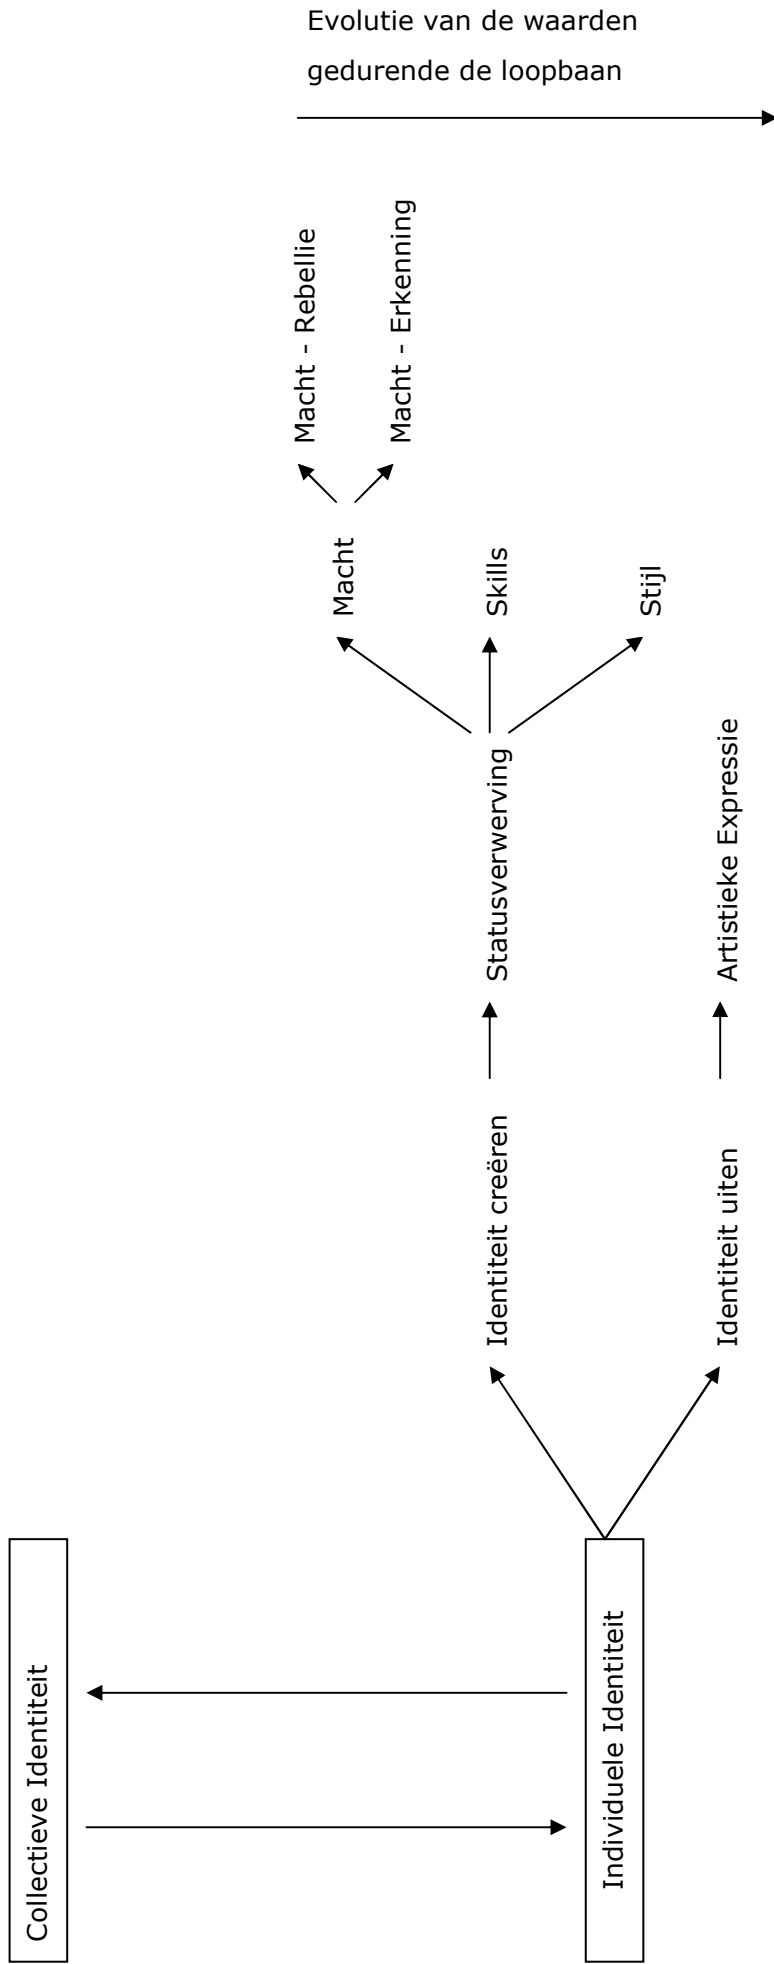 Evolutie van de waarden
gedurende de loopbaan
Macht - Rebellie
Macht - Erkenning
Macht
Skills
Stijl
Statusverwerving
Artistieke Expressie
Identiteit creëren
Identiteit uiten
Collectieve Identiteit
Individuele Identiteit